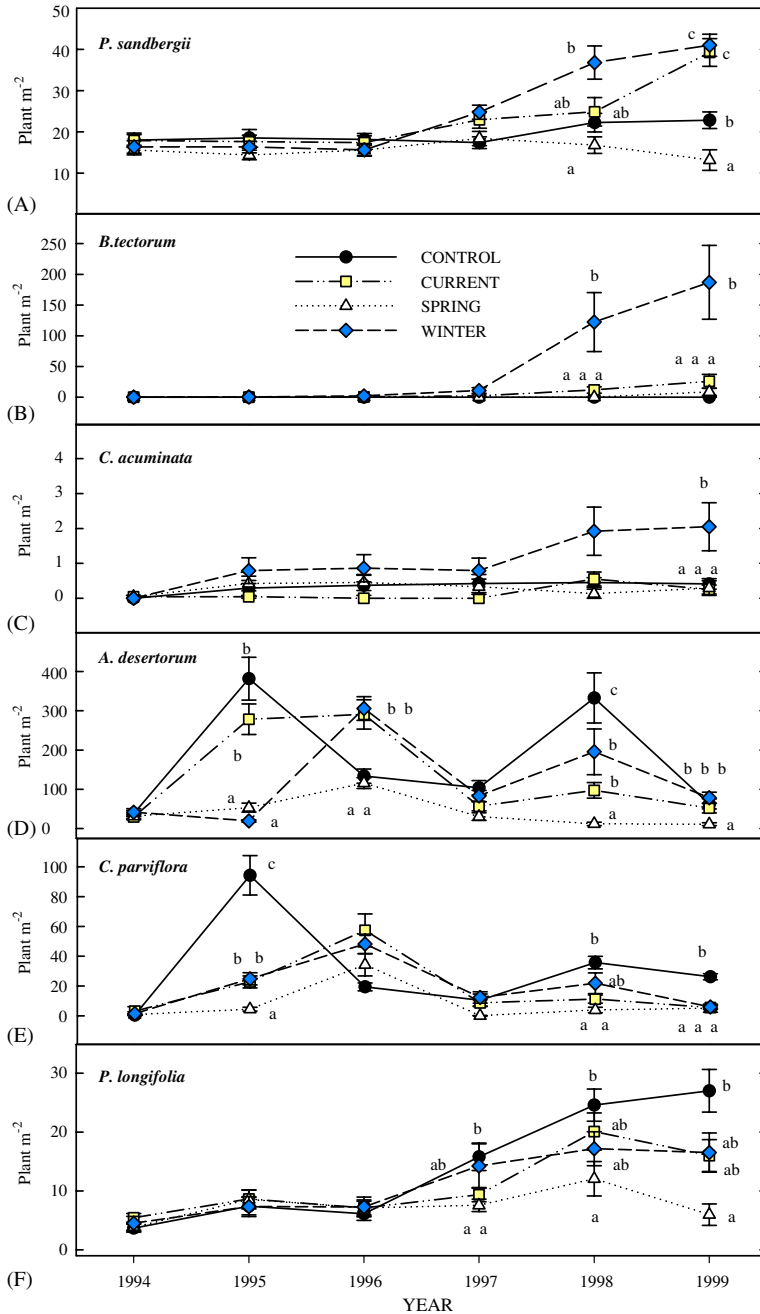 50
P. sandbergii
c
40
b
c
30
Plant m-2
ab
ab
20
b
10
a
a
(A)
250
B.tectorum
CONTROL
CURRENT
SPRING
WINTER
200
b
b
150
Plant m-2
100
50
a a a
a a a
0
(B)
4
C. acuminata
b
3
Plant m-2
2
1
a a a
0
(C)
A. desertorum
b
400
c
b b
300
Plant m-2
b
200
b
b b b
100
b
a
a
a a
a
a
0
(D)
100
C. parviflora
c
80
Plant m-2
60
b b
b
b
40
ab
20
a
a a
a a a
0
(E)
30
P. longifolia
b
b
b
20
Plant m-2
ab
ab
ab
ab
ab
10
a a
a
a
0
(F)
1994
1995
1996
1997
1998
1999
YEAR